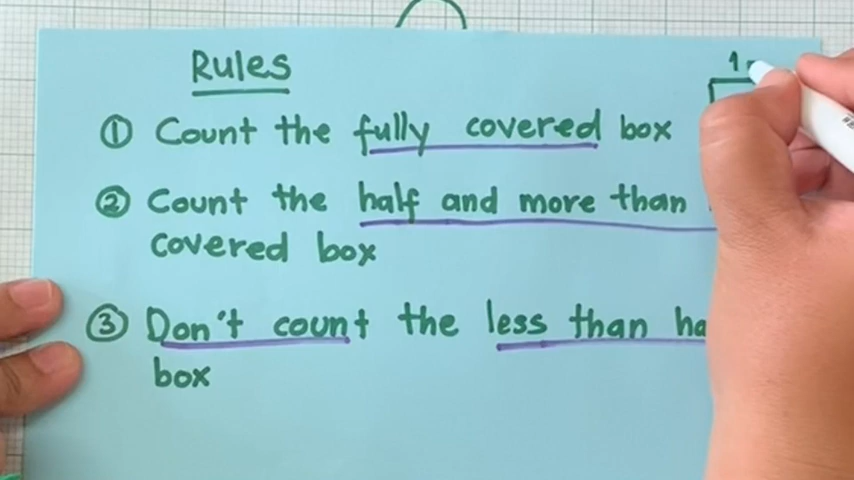 Rules
1
① Count the fully covered box
② Count the half and more than
covered box
③ Don't count the less than
box